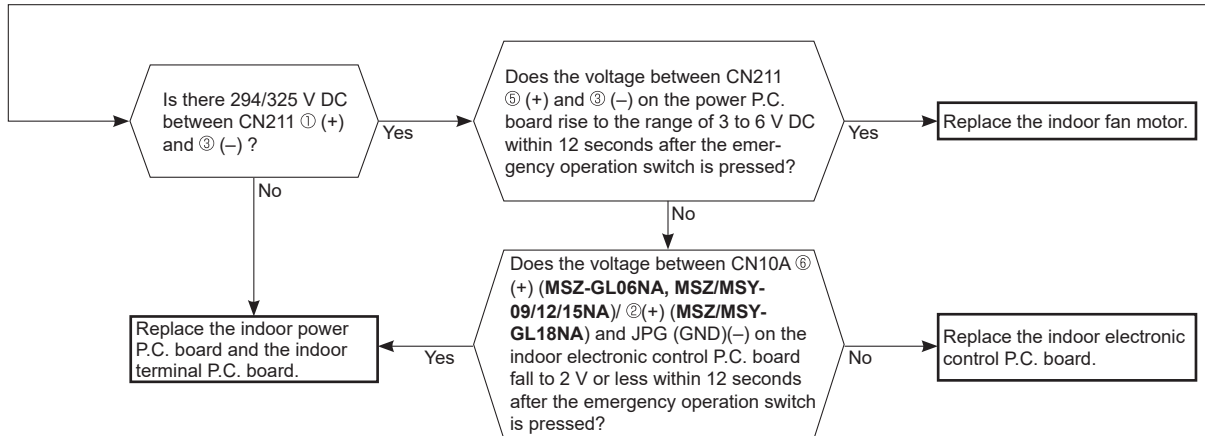 Is there 294/325 V DC
between CN211 ① (+)
and ③ (–) ?
Yes
No
Does the voltage between CN211
⑤ (+) and ③ (–) on the power P.C.
board rise to the range of 3 to 6 V DC
within 12 seconds after the emer-
gency operation switch is pressed?
Yes
No
Replace the indoor fan motor.
Does the voltage between CN10A ⑥
(+) (MSZ-GL06NA, MSZ/MSY-
09/12/15NA)/ ②(+) (MSZ/MSY-
GL18NA) and JPG (GND)(–) on the
indoor electronic control P.C. board
fall to 2 V or less within 12 seconds
after the emergency operation switch
is pressed?
Yes
No
Replace the indoor power
P.C. board and the indoor
terminal P.C. board.
Replace the indoor electronic
control P.C. board.